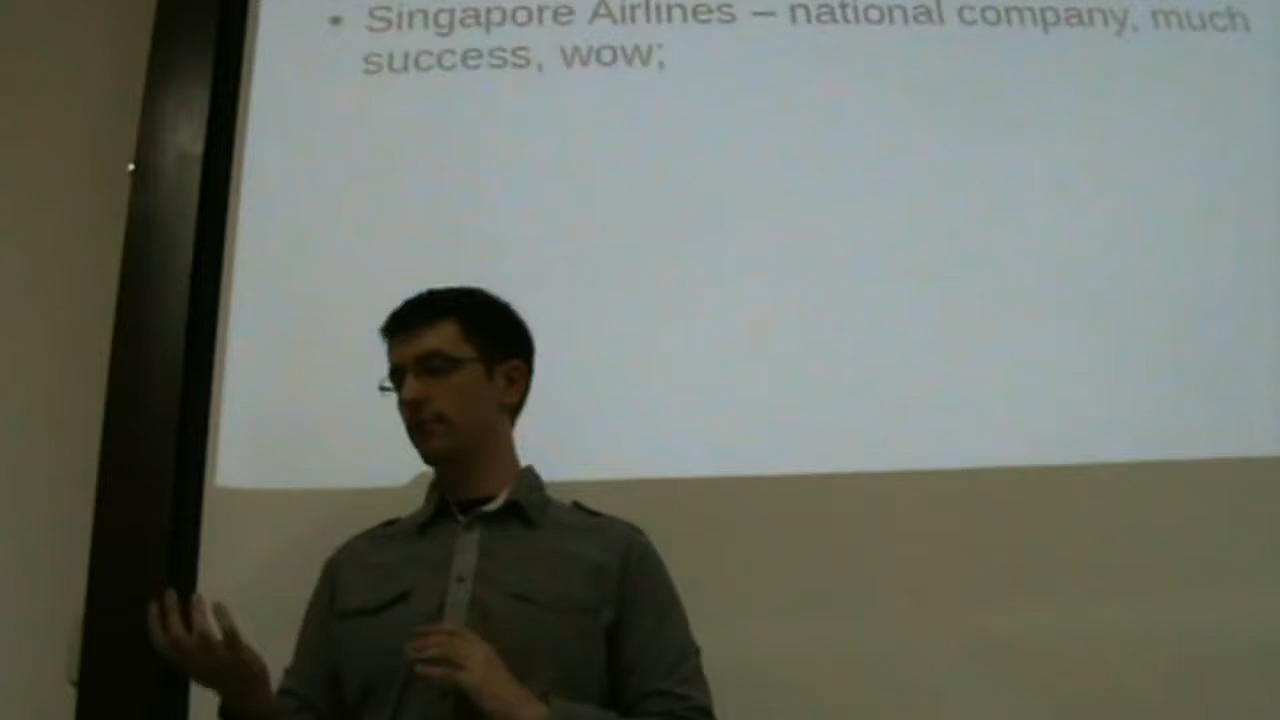 • Singapore Airlines – national company, much
success, wow;